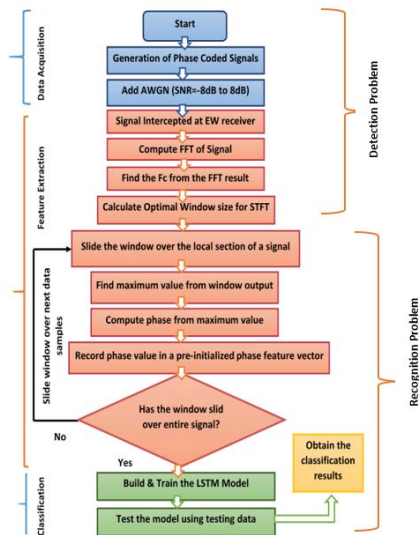 Start
Data Acquisition
Generation of Phase Coded Signals
Add AWGN (SNR=-8dB to 8dB)
Detection Problem
Signal Intercepted at EW receiver
Compute FFT of Signal
Find the Fc from the FFT result
Calculate Optimal Window size for STFT
Feature Extraction
Slide the window over the local section of a signal
Find maximum value from window output
Compute phase from maximum value
Record phase value in a pre-initialized phase feature vector
Slide window over next data
samples
Recognition Problem
Has the window slid
over entire signal?
No
Yes
Obtain the
classification
results
Build & Train the LSTM Model
Test the model using testing data
Classification